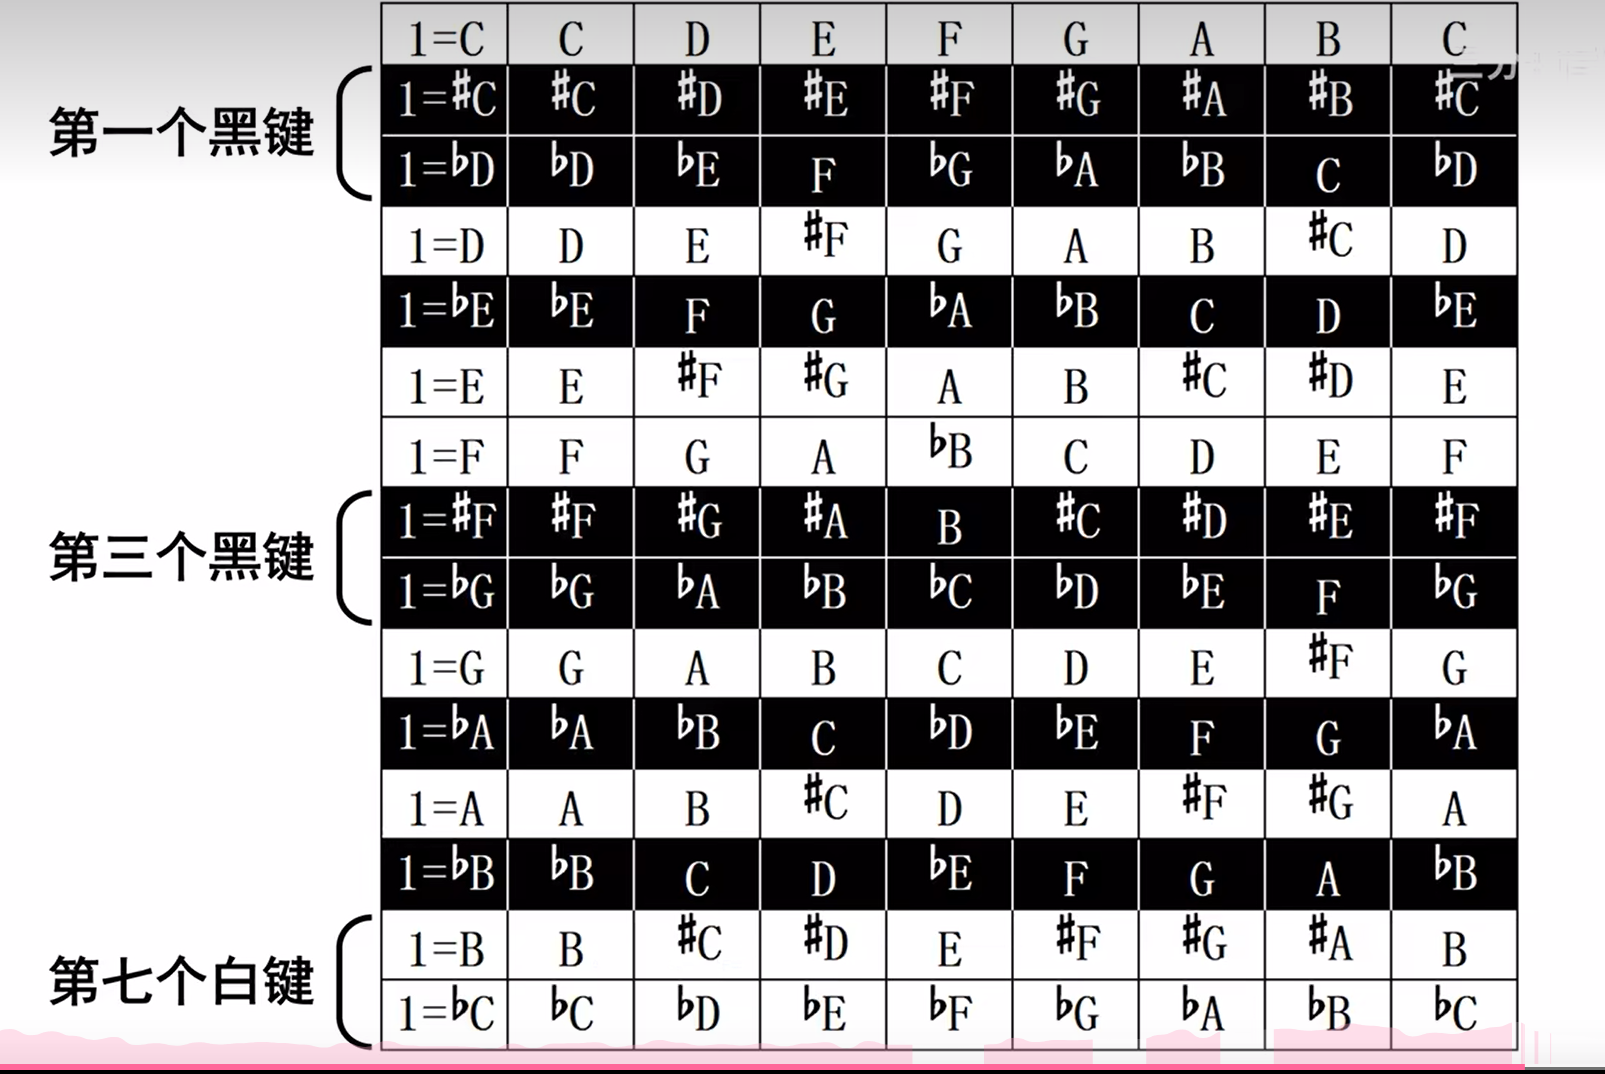 1=C C D E F G A B C
第一个黑键
1=♯C ♯C ♯D ♯E ♯F ♯G ♯A ♯B ♯C
1=♭D ♭D ♭E F ♭G ♭A ♭B C ♭D
1=D D E ♯F G A B ♯C D
1=♭E ♭E F G ♭A ♭B C D ♭E
1=E E ♯F ♯G A B ♯C ♯D E
1=F F G A ♭B C D E F
第三个黑键
1=♯F ♯F ♯G ♯A B ♯C ♯D ♯E ♯F
1=♭G ♭G ♭A ♭B ♭C ♭D ♭E F ♭G
1=G G A B C D E ♯F G
1=♭A ♭A ♭B C ♭D ♭E F G ♭A
1=A A B ♯C D E ♯F ♯G A
1=♭B ♭B C D ♭E F G A ♭B
第七个白键
1=B B ♯C ♯D E ♯F ♯G ♯A B
1=♭C ♭C ♭D ♭E ♭F ♭G ♭A ♭B ♭C